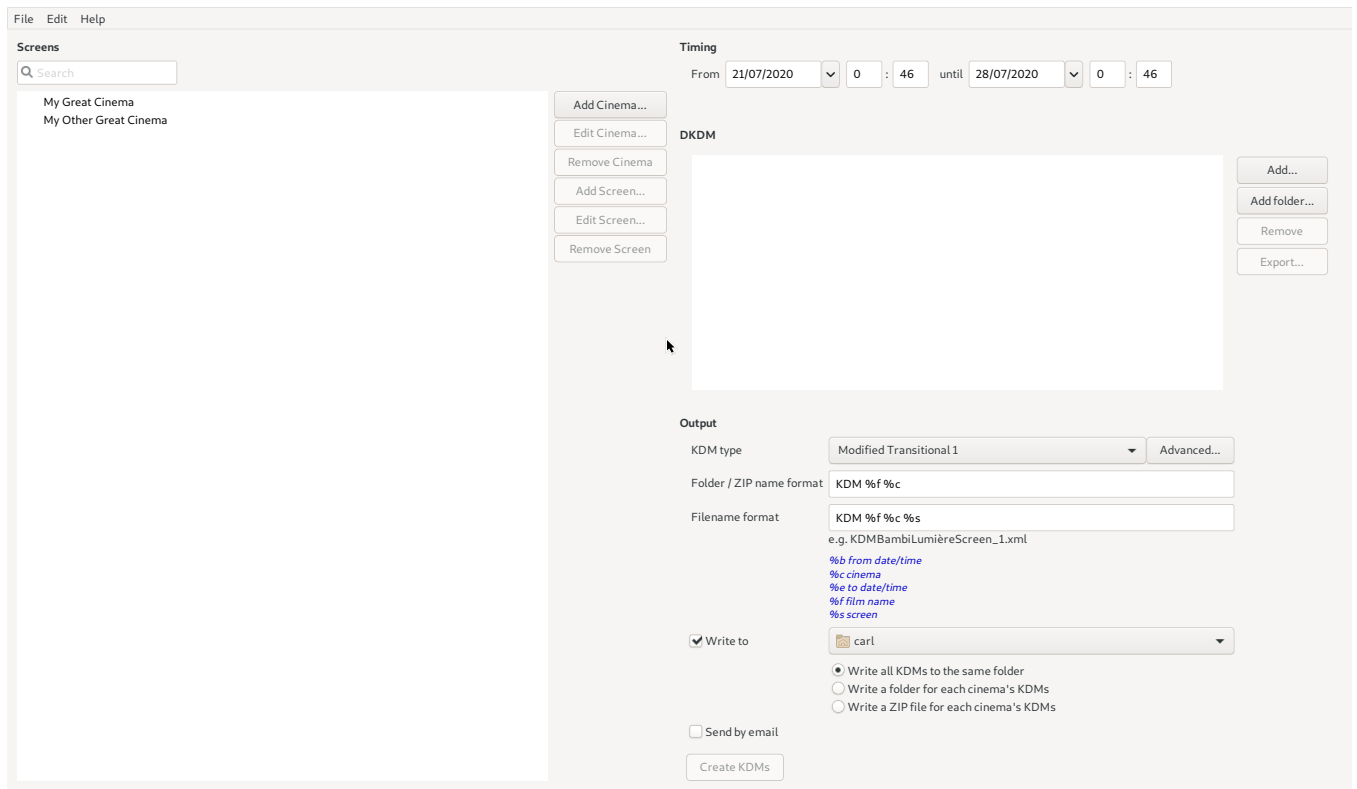 File Edit Help
Screens
Search
My Great Cinema
My Other Great Cinema
Add Cinema...
Edit Cinema...
Remove Cinema
Add Screen...
Edit Screen...
Remove Screen
Timing
From 21/07/2020 0 : 46 until 28/07/2020 0 : 46
DKDM
Add...
Add folder...
Remove
Export...
Output
KDM type Modified Transitional 1 Advanced...
Folder / ZIP name format KDM %f %c
Filename format KDM %f %c %s
e.g. KDMBambiLumièreScreen_1.xml
%b from date/time
%c cinema
%e to date/time
%f film name
%s screen
Write to carl
Write all KDMs to the same folder
Write a folder for each cinema's KDMs
Write a ZIP file for each cinema's KDMs
Send by email
Create KDMs